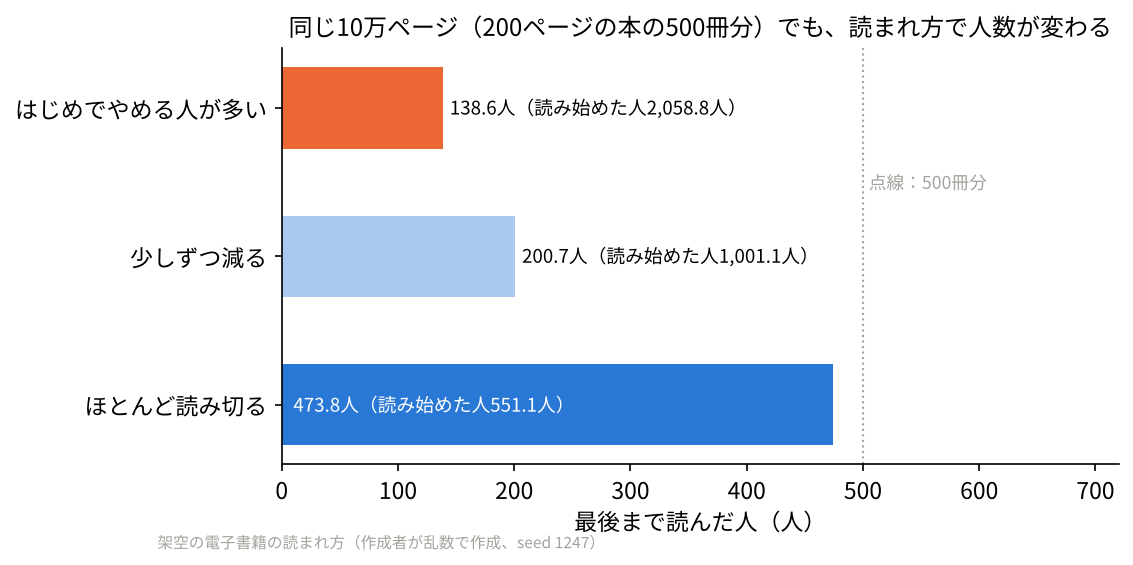 同じ10万ページ（200ページの本の500冊分）でも、読まれ方で人数が変わる
はじめでやめる人が多い
138.6人（読み始めた人2,058.8人）
点線：500冊分
少しずつ減る
200.7人（読み始めた人1,001.1人）
ほとんど読み切る
473.8人（読み始めた人551.1人）
0 100 200 300 400 500 600 700
最後まで読んだ人（人）
架空の電子書籍の読まれ方（作成者が乱数で作成、seed 1247）